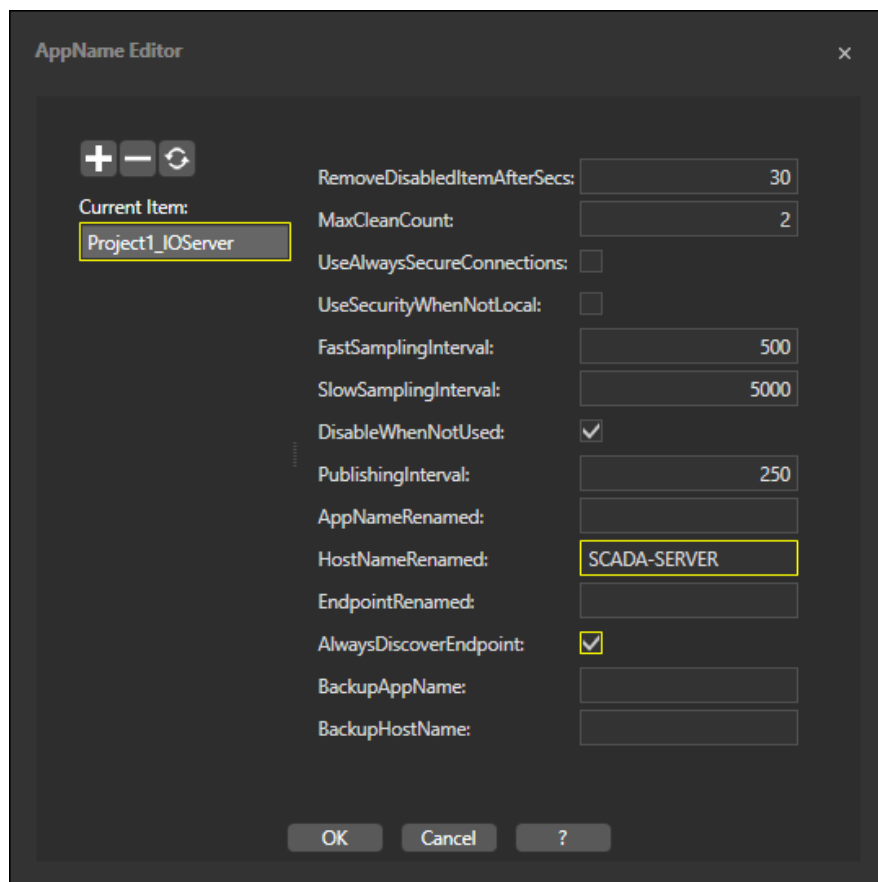 AppName Editor
Current Item:
Project1_IOServer
RemoveDisabledItemAfterSecs: 30
MaxCleanCount: 2
UseAlwaysSecureConnections:
UseSecurityWhenNotLocal:
FastSamplingInterval: 500
SlowSamplingInterval: 5000
DisableWhenNotUsed:
PublishingInterval: 250
AppNameRenamed:
HostNameRenamed: SCADA-SERVER
EndpointRenamed:
AlwaysDiscoverEndpoint:
BackupAppName:
BackupHostName:
OK Cancel ?